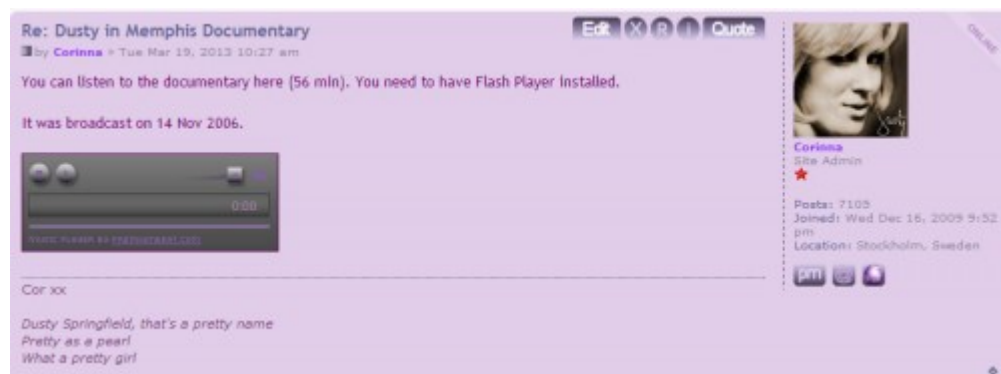 Re: Dusty in Memphis Documentary
Edit X R I Quote
by Corinna » Tue Mar 19, 2013 10:27 am
You can listen to the documentary here (56 min). You need to have Flash Player installed.
It was broadcast on 14 Nov 2006.
0:00
Cor xx
Dusty Springfield, that's a pretty name
Pretty as a pearl
What a pretty girl
ONLINE
Dusty
Corinna
Site Admin
Posts: 7105
Joined: Wed Dec 16, 2009 9:52
pm
Location: Stockholm, Sweden
pm